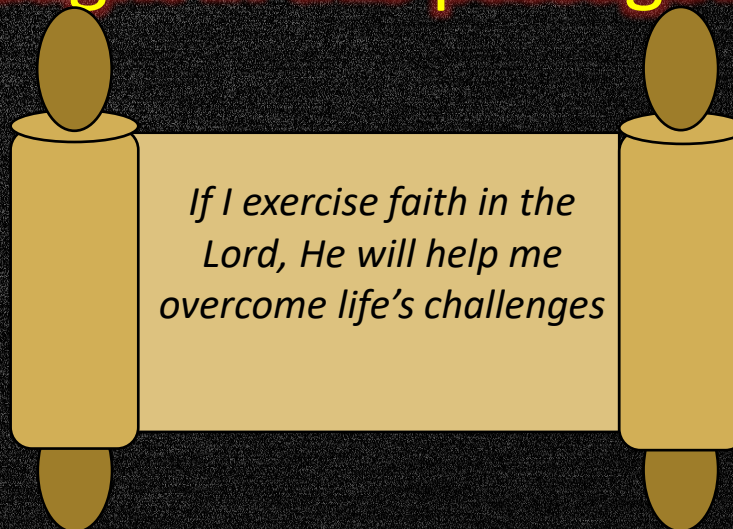 If I exercise faith in the
Lord, He will help me
overcome life’s challenges